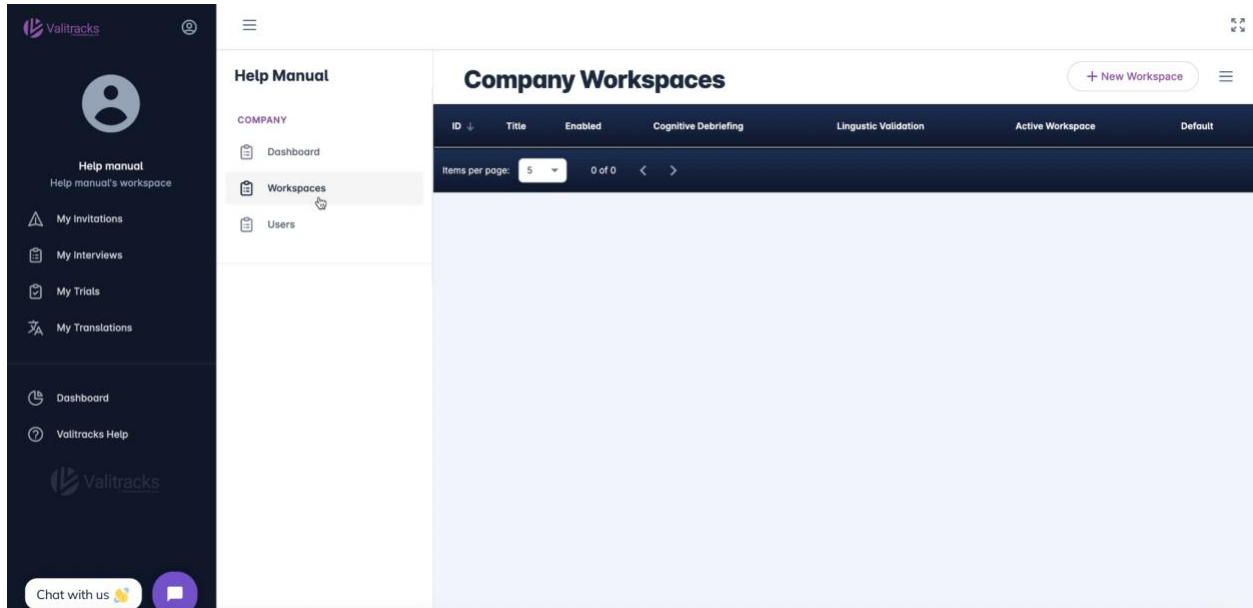 Valitracks
Help manual
Help manual's workspace
My Invitations
My Interviews
My Trials
My Translations
Dashboard
Valitracks Help
Valitracks
Chat with us 👋
Help Manual
COMPANY
Dashboard
Workspaces
Users
Company Workspaces
+ New Workspace
ID ↓ Title Enabled Cognitive Debriefing Lingustic Validation Active Workspace Default
Items per page: 5 0 of 0 < >